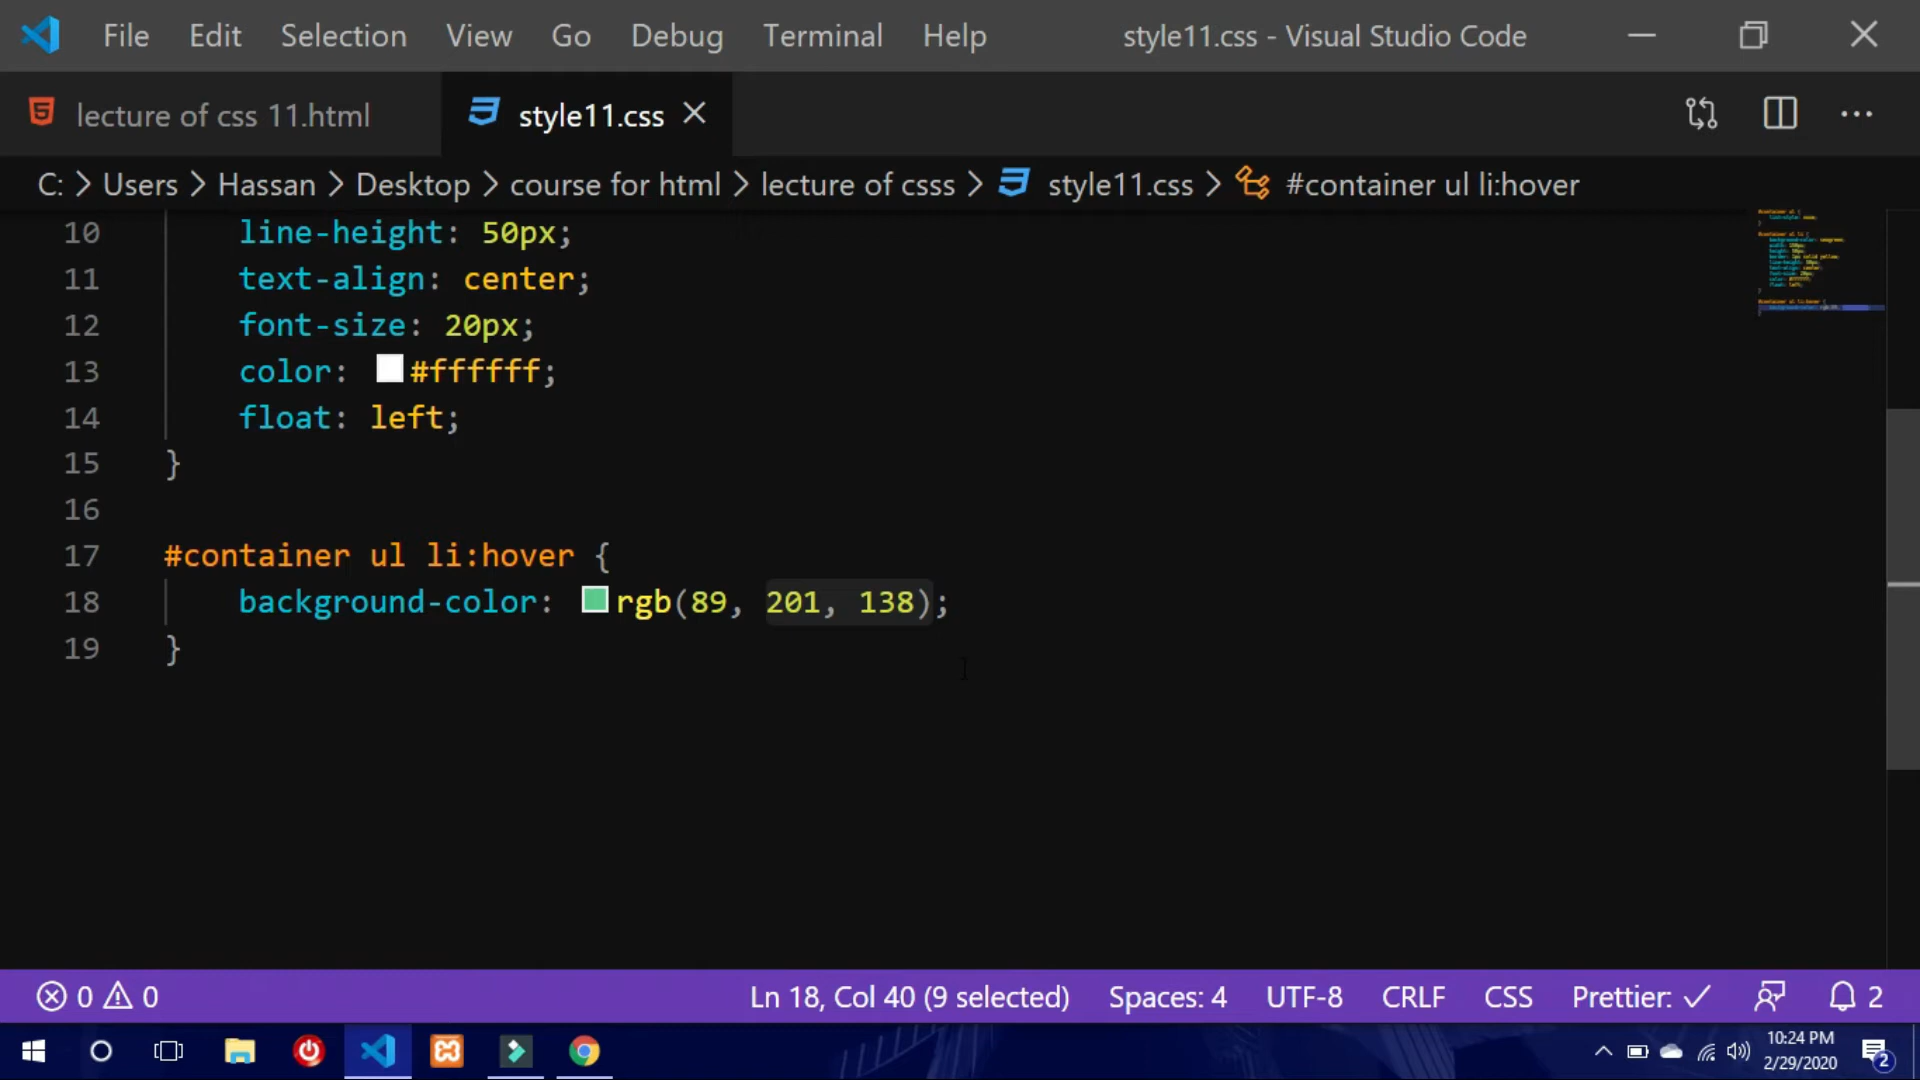 File Edit Selection View Go Debug Terminal Help style11.css - Visual Studio Code
lecture of css 11.html style11.css
C: > Users > Hassan > Desktop > course for html > lecture of csss > style11.css > #container ul li:hover
10 line-height: 50px;
11 text-align: center;
12 font-size: 20px;
13 color: #ffffff;
14 float: left;
15 }
16
17 #container ul li:hover {
18 background-color: rgb(89, 201, 138);
19 }
0 0 Ln 18, Col 40 (9 selected) Spaces: 4 UTF-8 CRLF CSS Prettier: ✓ 2
10:24 PM
2/29/2020 2